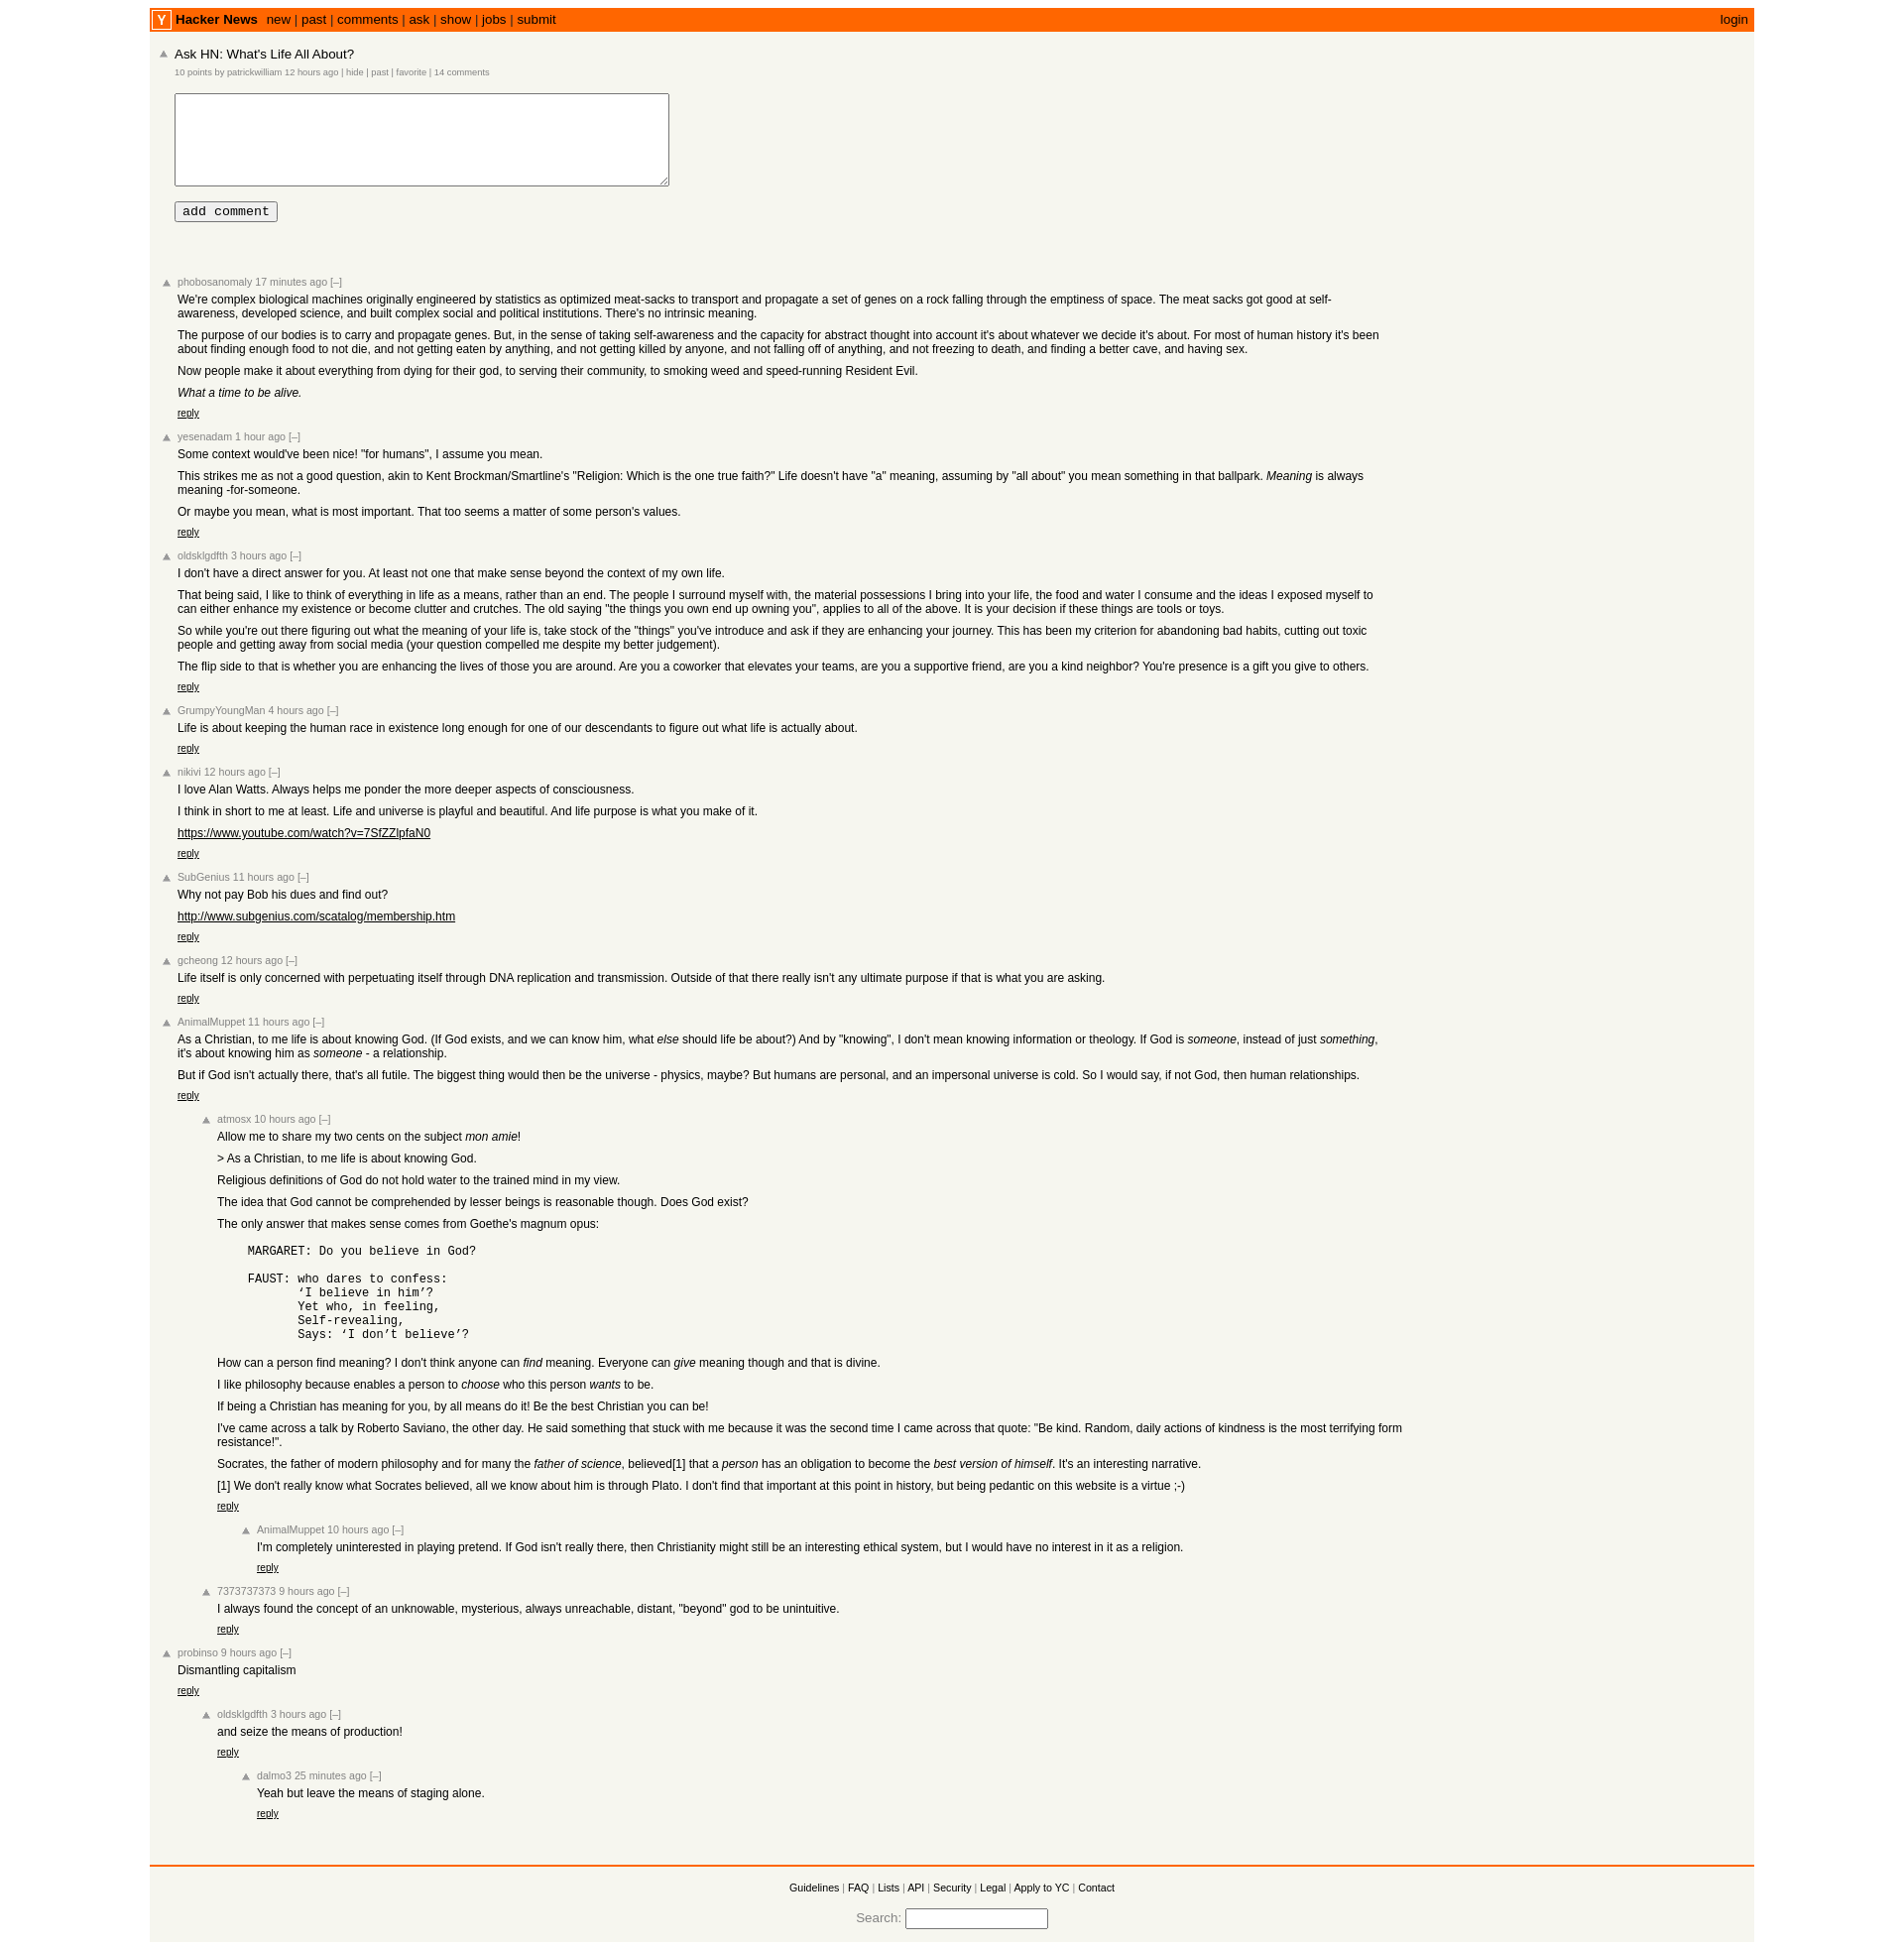 Y Hacker News new | past | comments | ask | show | jobs | submit login
Ask HN: What's Life All About?
10 points by patrickwilliam 12 hours ago | hide | past | favorite | 14 comments
add comment
phobosanomaly 17 minutes ago [–]
We're complex biological machines originally engineered by statistics as optimized meat-sacks to transport and propagate a set of genes on a rock falling through the emptiness of space. The meat sacks got good at self-
awareness, developed science, and built complex social and political institutions. There's no intrinsic meaning.
The purpose of our bodies is to carry and propagate genes. But, in the sense of taking self-awareness and the capacity for abstract thought into account it's about whatever we decide it's about. For most of human history it's been
about finding enough food to not die, and not getting eaten by anything, and not getting killed by anyone, and not falling off of anything, and not freezing to death, and finding a better cave, and having sex.
Now people make it about everything from dying for their god, to serving their community, to smoking weed and speed-running Resident Evil.
What a time to be alive.
reply
yesenadam 1 hour ago [–]
Some context would've been nice! "for humans", I assume you mean.
This strikes me as not a good question, akin to Kent Brockman/Smartline's "Religion: Which is the one true faith?" Life doesn't have "a" meaning, assuming by "all about" you mean something in that ballpark. Meaning is always
meaning -for-someone.
Or maybe you mean, what is most important. That too seems a matter of some person's values.
reply
oldsklgdfth 3 hours ago [–]
I don't have a direct answer for you. At least not one that make sense beyond the context of my own life.
That being said, I like to think of everything in life as a means, rather than an end. The people I surround myself with, the material possessions I bring into your life, the food and water I consume and the ideas I exposed myself to
can either enhance my existence or become clutter and crutches. The old saying "the things you own end up owning you", applies to all of the above. It is your decision if these things are tools or toys.
So while you're out there figuring out what the meaning of your life is, take stock of the "things" you've introduce and ask if they are enhancing your journey. This has been my criterion for abandoning bad habits, cutting out toxic
people and getting away from social media (your question compelled me despite my better judgement).
The flip side to that is whether you are enhancing the lives of those you are around. Are you a coworker that elevates your teams, are you a supportive friend, are you a kind neighbor? You're presence is a gift you give to others.
reply
GrumpyYoungMan 4 hours ago [–]
Life is about keeping the human race in existence long enough for one of our descendants to figure out what life is actually about.
reply
nikivi 12 hours ago [–]
I love Alan Watts. Always helps me ponder the more deeper aspects of consciousness.
I think in short to me at least. Life and universe is playful and beautiful. And life purpose is what you make of it.
https://www.youtube.com/watch?v=7SfZZlpfaN0
reply
SubGenius 11 hours ago [–]
Why not pay Bob his dues and find out?
http://www.subgenius.com/scatalog/membership.htm
reply
gcheong 12 hours ago [–]
Life itself is only concerned with perpetuating itself through DNA replication and transmission. Outside of that there really isn't any ultimate purpose if that is what you are asking.
reply
AnimalMuppet 11 hours ago [–]
As a Christian, to me life is about knowing God. (If God exists, and we can know him, what else should life be about?) And by "knowing", I don't mean knowing information or theology. If God is someone, instead of just something,
it's about knowing him as someone - a relationship.
But if God isn't actually there, that's all futile. The biggest thing would then be the universe - physics, maybe? But humans are personal, and an impersonal universe is cold. So I would say, if not God, then human relationships.
reply
atmosx 10 hours ago [–]
Allow me to share my two cents on the subject mon amie!
> As a Christian, to me life is about knowing God.
Religious definitions of God do not hold water to the trained mind in my view.
The idea that God cannot be comprehended by lesser beings is reasonable though. Does God exist?
The only answer that makes sense comes from Goethe's magnum opus:
MARGARET: Do you believe in God?
FAUST: who dares to confess:
‘I believe in him’?
Yet who, in feeling,
Self-revealing,
Says: ‘I don’t believe’?
How can a person find meaning? I don't think anyone can find meaning. Everyone can give meaning though and that is divine.
I like philosophy because enables a person to choose who this person wants to be.
If being a Christian has meaning for you, by all means do it! Be the best Christian you can be!
I've came across a talk by Roberto Saviano, the other day. He said something that stuck with me because it was the second time I came across that quote: "Be kind. Random, daily actions of kindness is the most terrifying form
resistance!".
Socrates, the father of modern philosophy and for many the father of science, believed[1] that a person has an obligation to become the best version of himself. It's an interesting narrative.
[1] We don't really know what Socrates believed, all we know about him is through Plato. I don't find that important at this point in history, but being pedantic on this website is a virtue ;-)
reply
AnimalMuppet 10 hours ago [–]
I'm completely uninterested in playing pretend. If God isn't really there, then Christianity might still be an interesting ethical system, but I would have no interest in it as a religion.
reply
7373737373 9 hours ago [–]
I always found the concept of an unknowable, mysterious, always unreachable, distant, "beyond" god to be unintuitive.
reply
probinso 9 hours ago [–]
Dismantling capitalism
reply
oldsklgdfth 3 hours ago [–]
and seize the means of production!
reply
dalmo3 25 minutes ago [–]
Yeah but leave the means of staging alone.
reply
Guidelines | FAQ | Lists | API | Security | Legal | Apply to YC | Contact
Search: